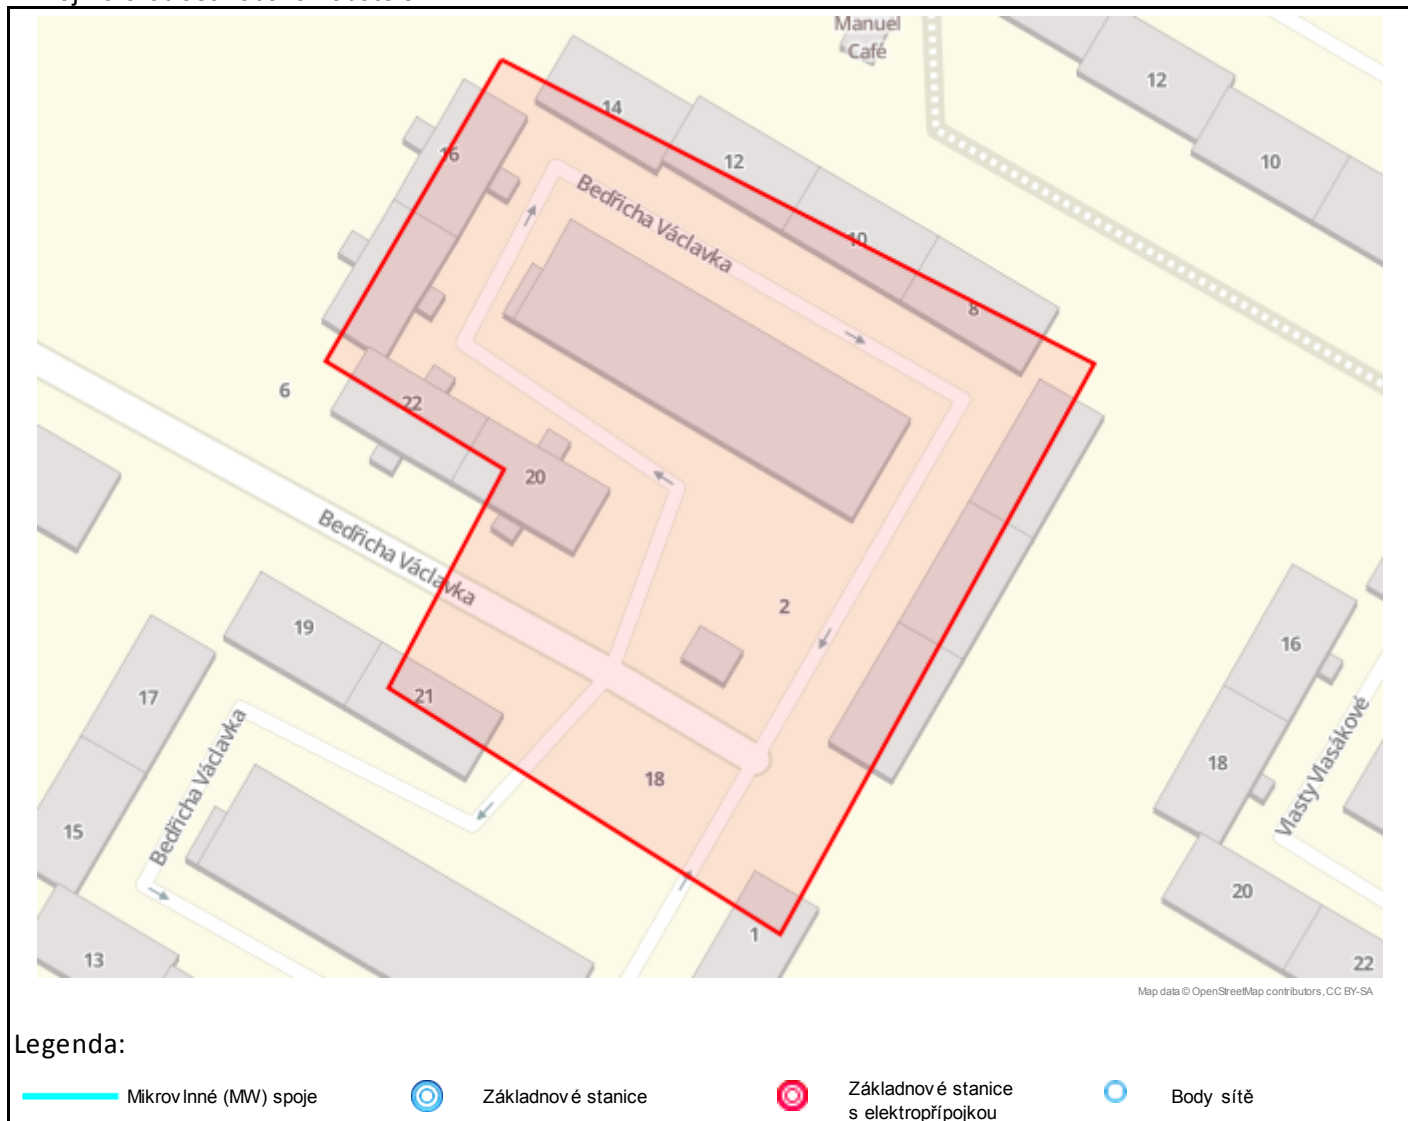 Manuel
Café
12
10
14
12
16
10
8
Bedřicha Václavka
6
22
20
Bedřicha Václavka
2
19
21
17
15
13
Bedřicha Václavka
18
1
16
18
20
22
Vlasty Vlasákové
Map data © OpenStreetMap contributors, CC BY-SA
Legenda:
Mikrovlnné (MW) spoje
Základnové stanice
Základnové stanice
s elektropřípojkou
Body sítě